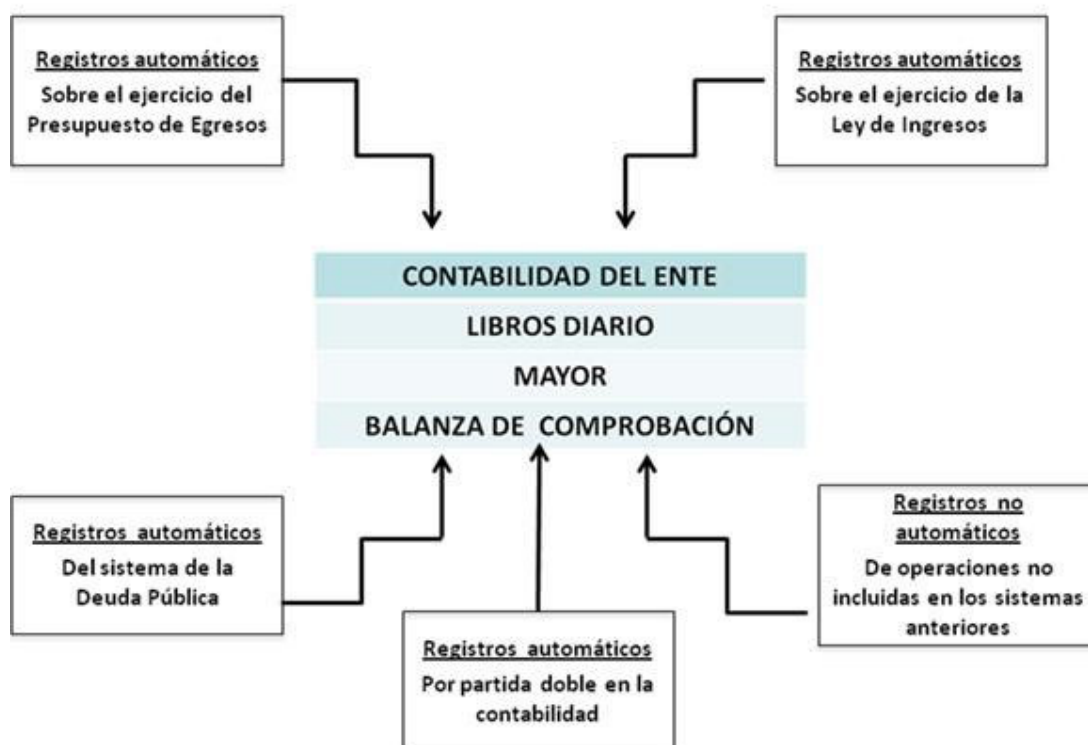 Registros automáticos
Sobre el ejercicio del
Presupuesto de Egresos
Registros automáticos
Sobre el ejercicio de la
Ley de Ingresos
CONTABILIDAD DEL ENTE
LIBROS DIARIO
MAYOR
BALANZA DE COMPROBACIÓN
Registros automáticos
Del sistema de la
Deuda Pública
Registros automáticos
Por partida doble en la
contabilidad
Registros no
automáticos
De operaciones no
incluidas en los sistemas
anteriores